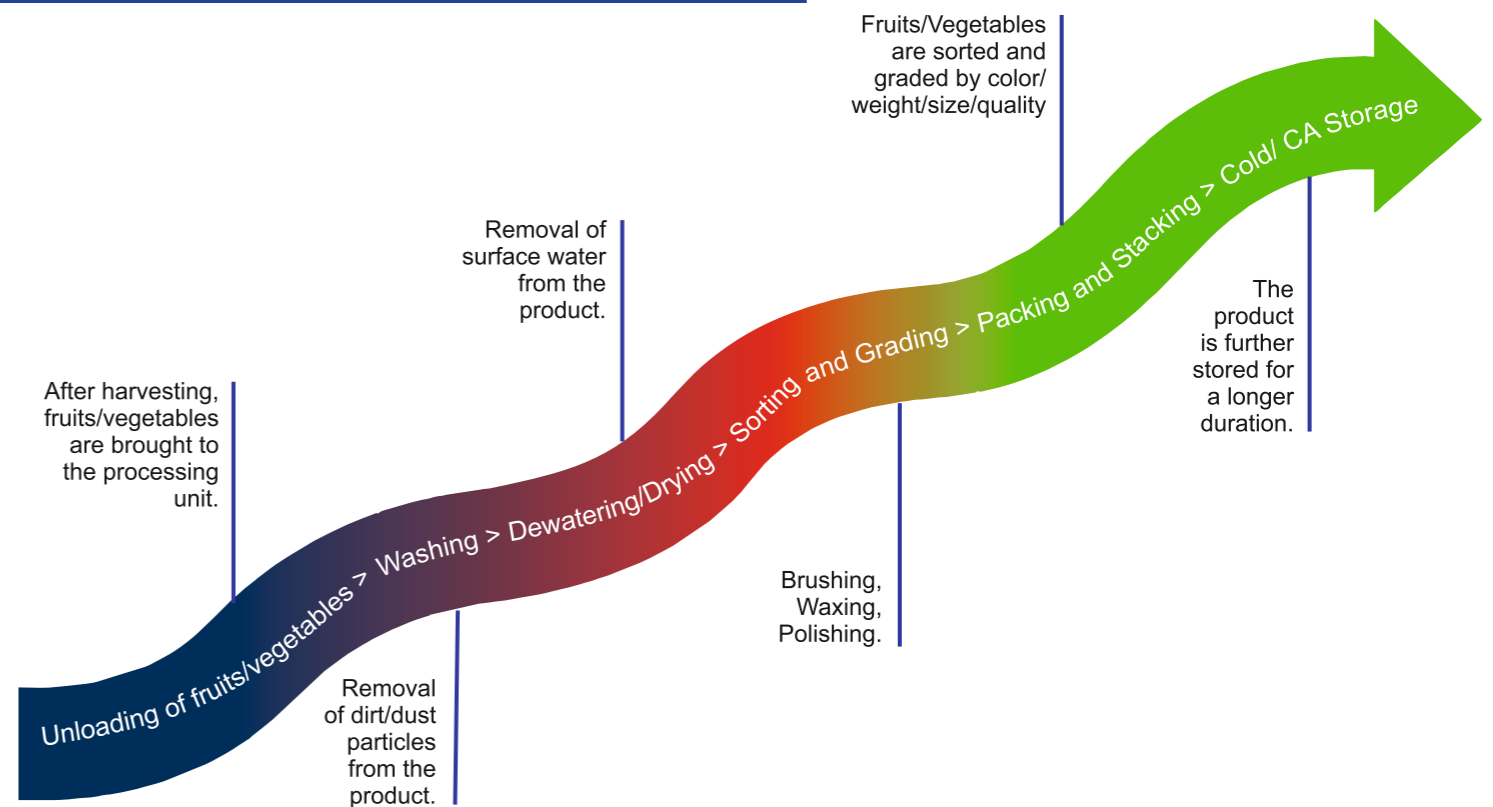 Fruits/Vegetables
are sorted and
graded by color/
weight/size/quality
Removal of
surface water
from the
product.
After harvesting,
fruits/vegetables
are brought to
the processing
unit.
Unloading of fruits/vegetables > Washing > Dewatering/Drying > Sorting and Grading > Packing and Stacking > Cold/ CA Storage
The
product
is further
stored for
a longer
duration.
Brushing,
Waxing,
Polishing.
Removal
of dirt/dust
particles
from the
product.